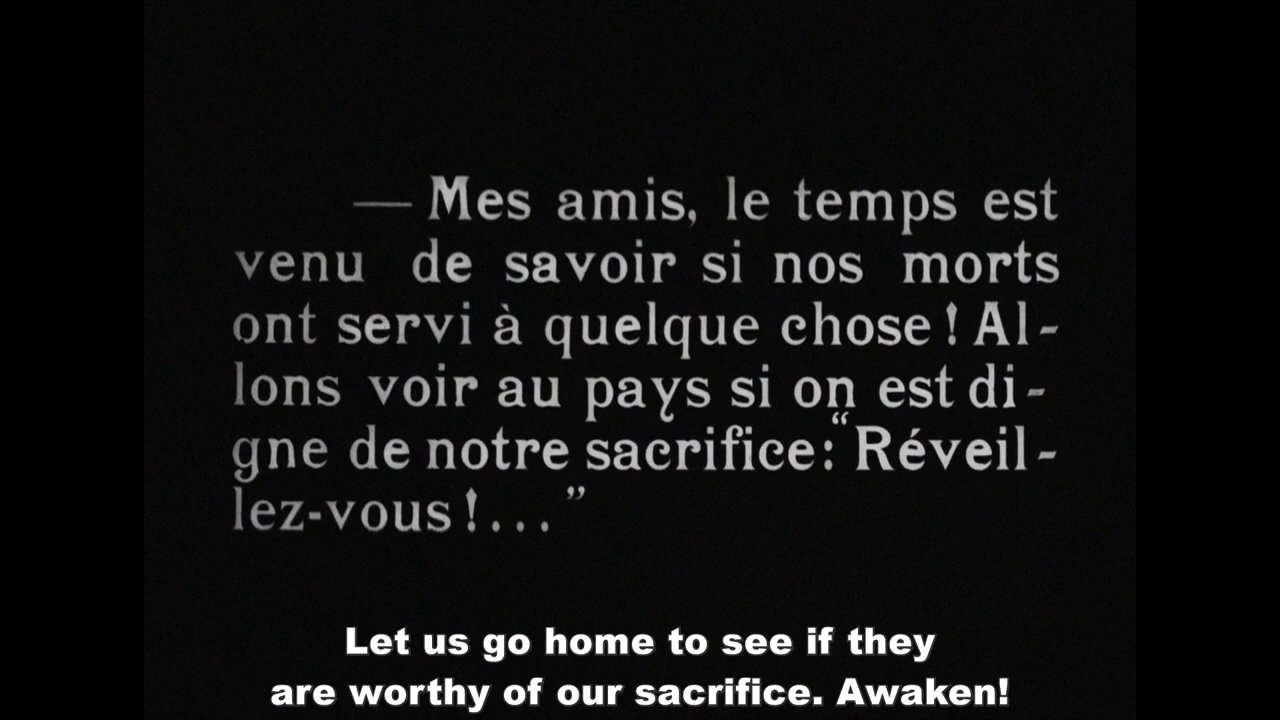 — Mes amis, le temps est
venu de savoir si nos morts
ont servi à quelque chose ! Al-
lons voir au pays si on est di-
gne de notre sacrifice : “Réveil-
lez-vous !... ”
Let us go home to see if they
are worthy of our sacrifice. Awaken!